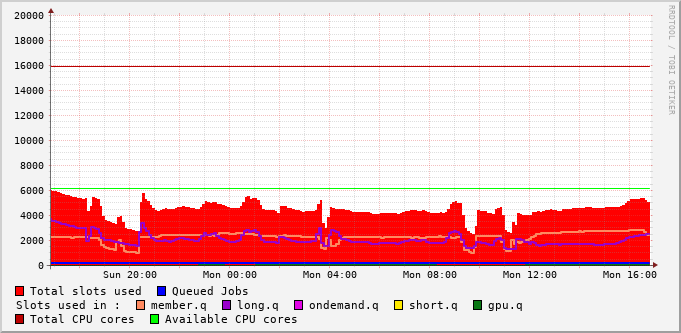 RRDTOOL / TOBI OETIKER
20000
18000
16000
14000
12000
10000
8000
6000
4000
2000
0
Sun 20:00 Mon 00:00 Mon 04:00 Mon 08:00 Mon 12:00 Mon 16:00
Total slots used Queued Jobs
Slots used in : member.q long.q ondemand.q short.q gpu.q
Total CPU cores Available CPU cores